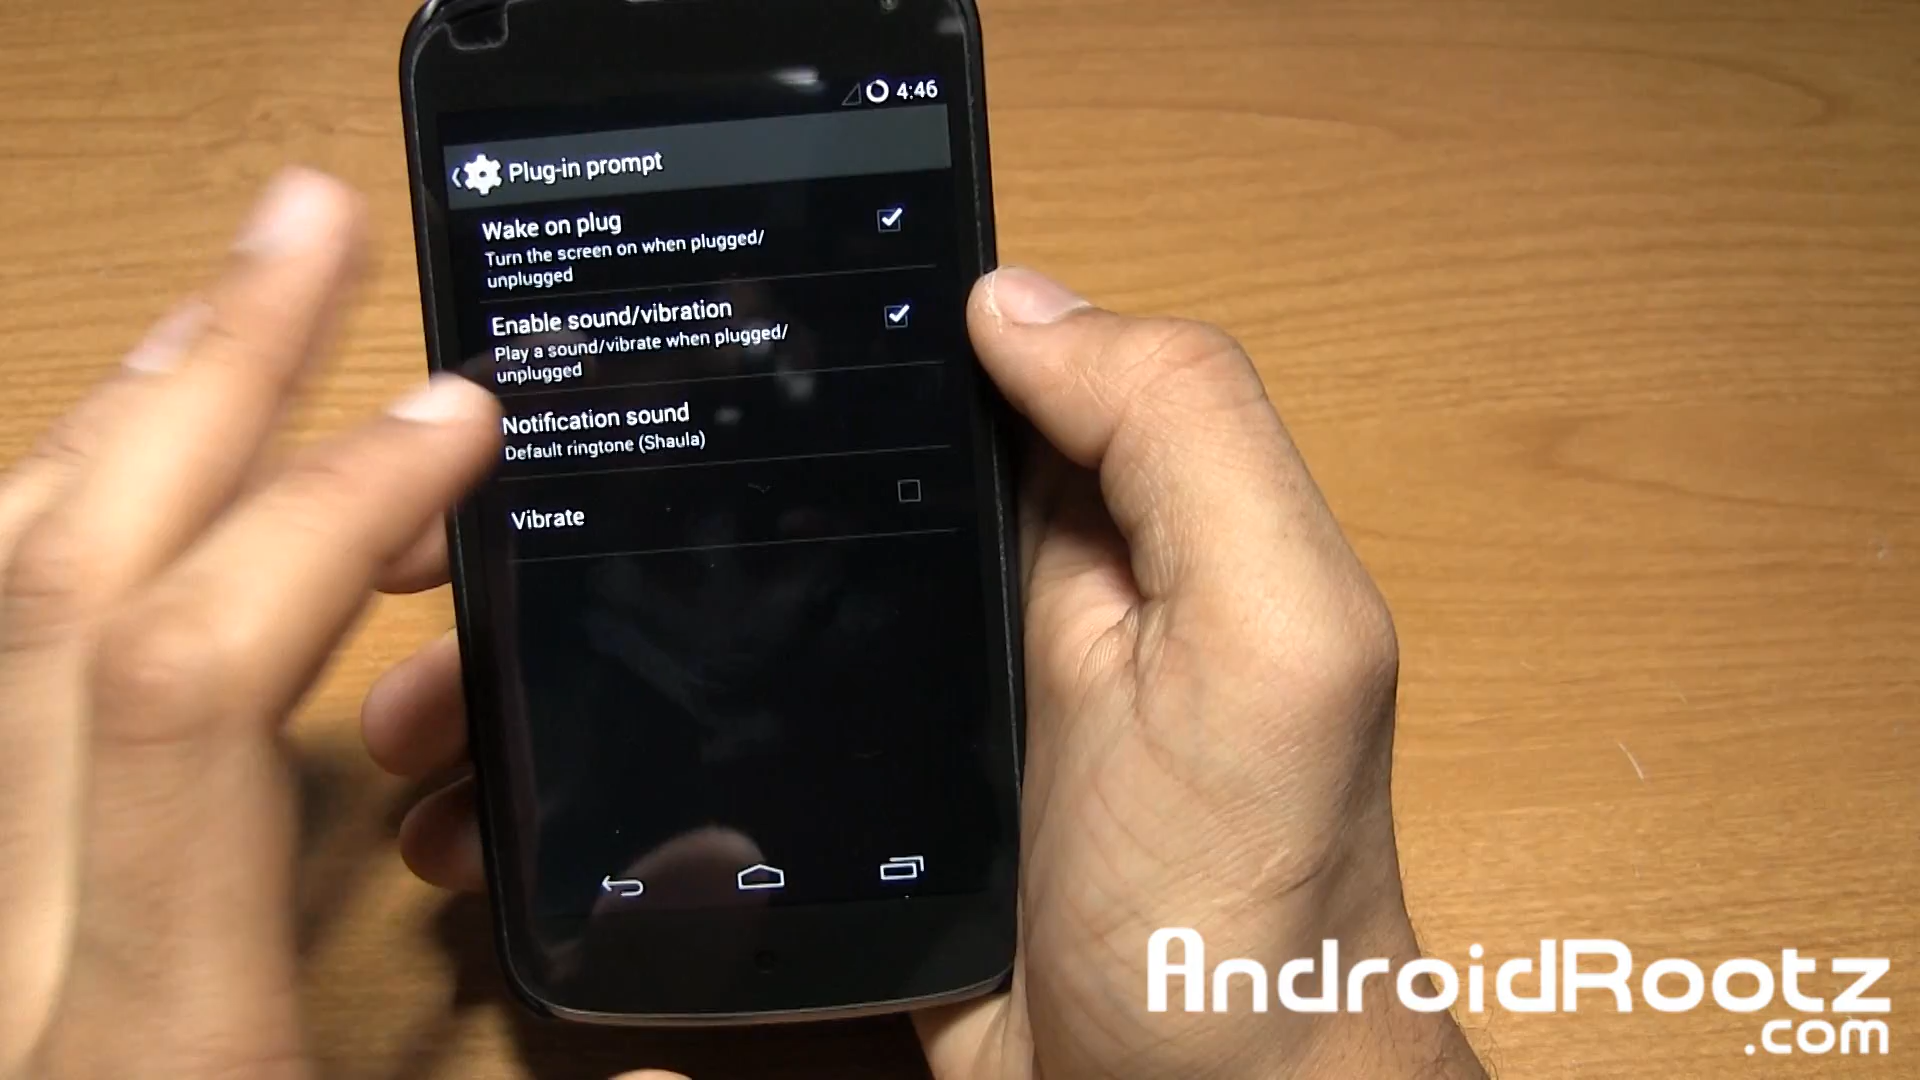 4:46
Plug-in prompt
Wake on plug
Turn the screen on when plugged/
unplugged
Enable sound/vibration
Play a sound/vibrate when plugged/
unplugged
Notification sound
Default ringtone (Shaula)
Vibrate
AndroidRootz
.com